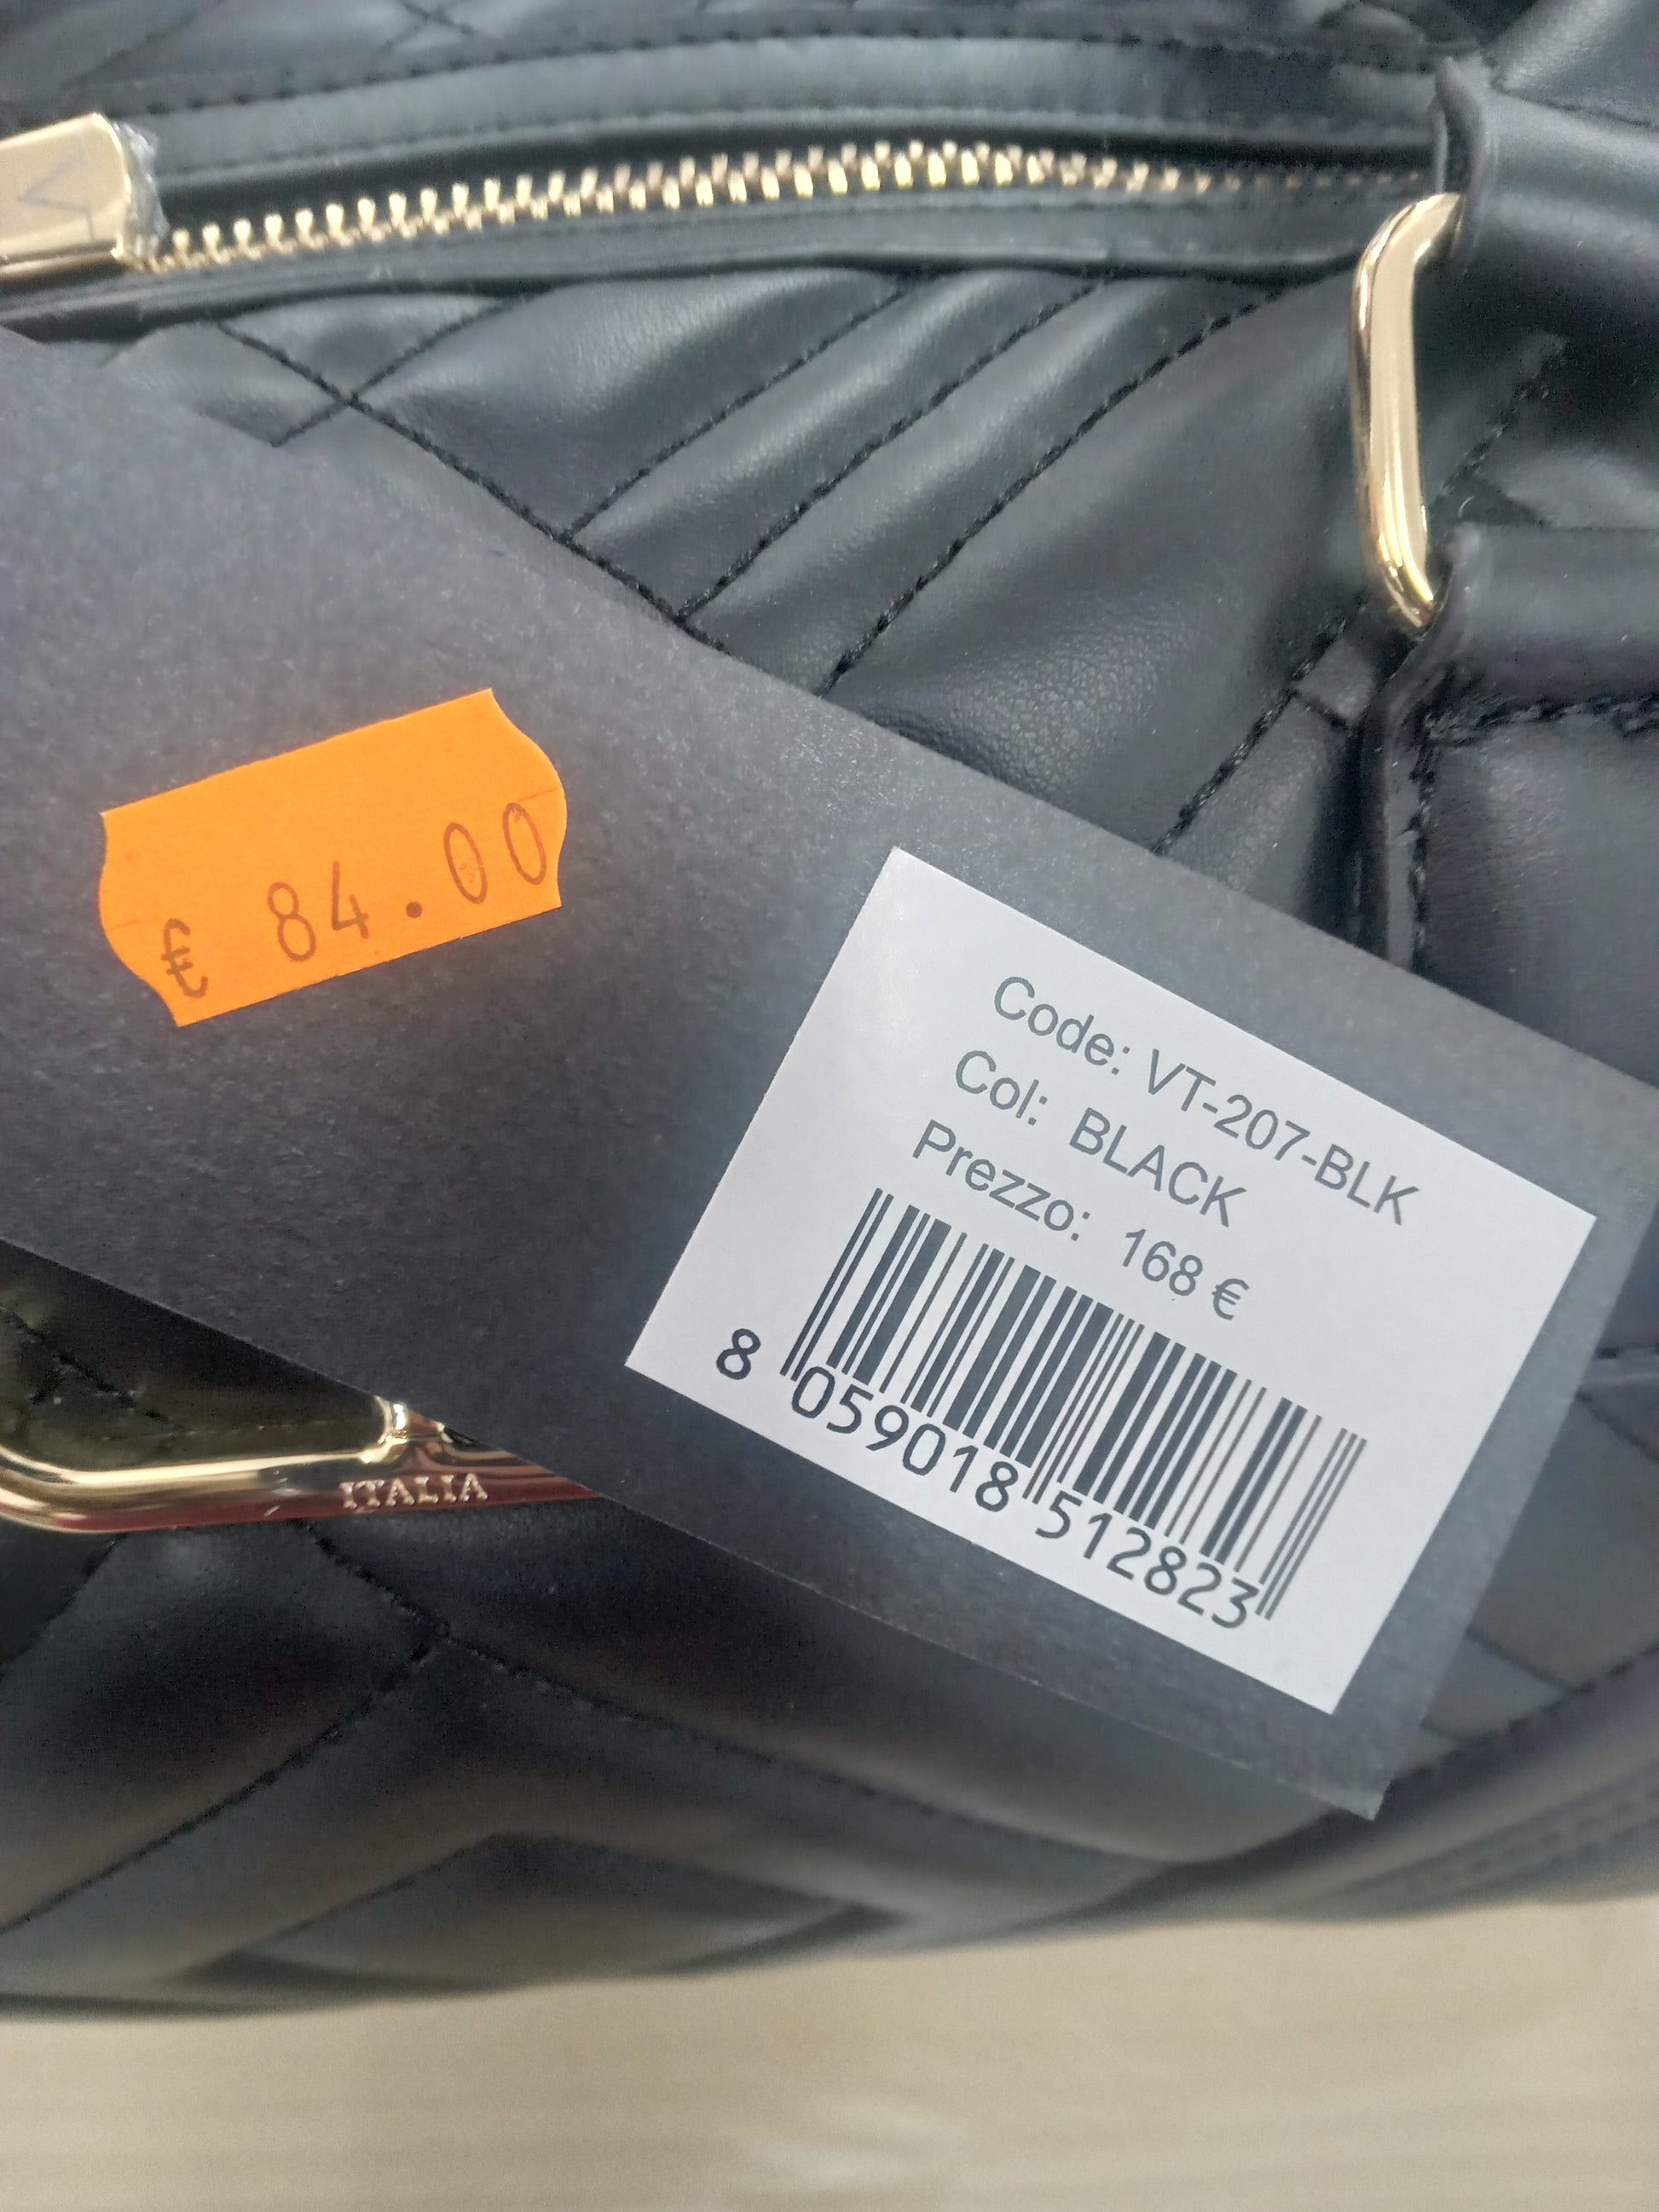 € 84.00
Code: VT-207-BLK
Col: BLACK
Prezzo: 168 €
8 059018 512823
ITALIA